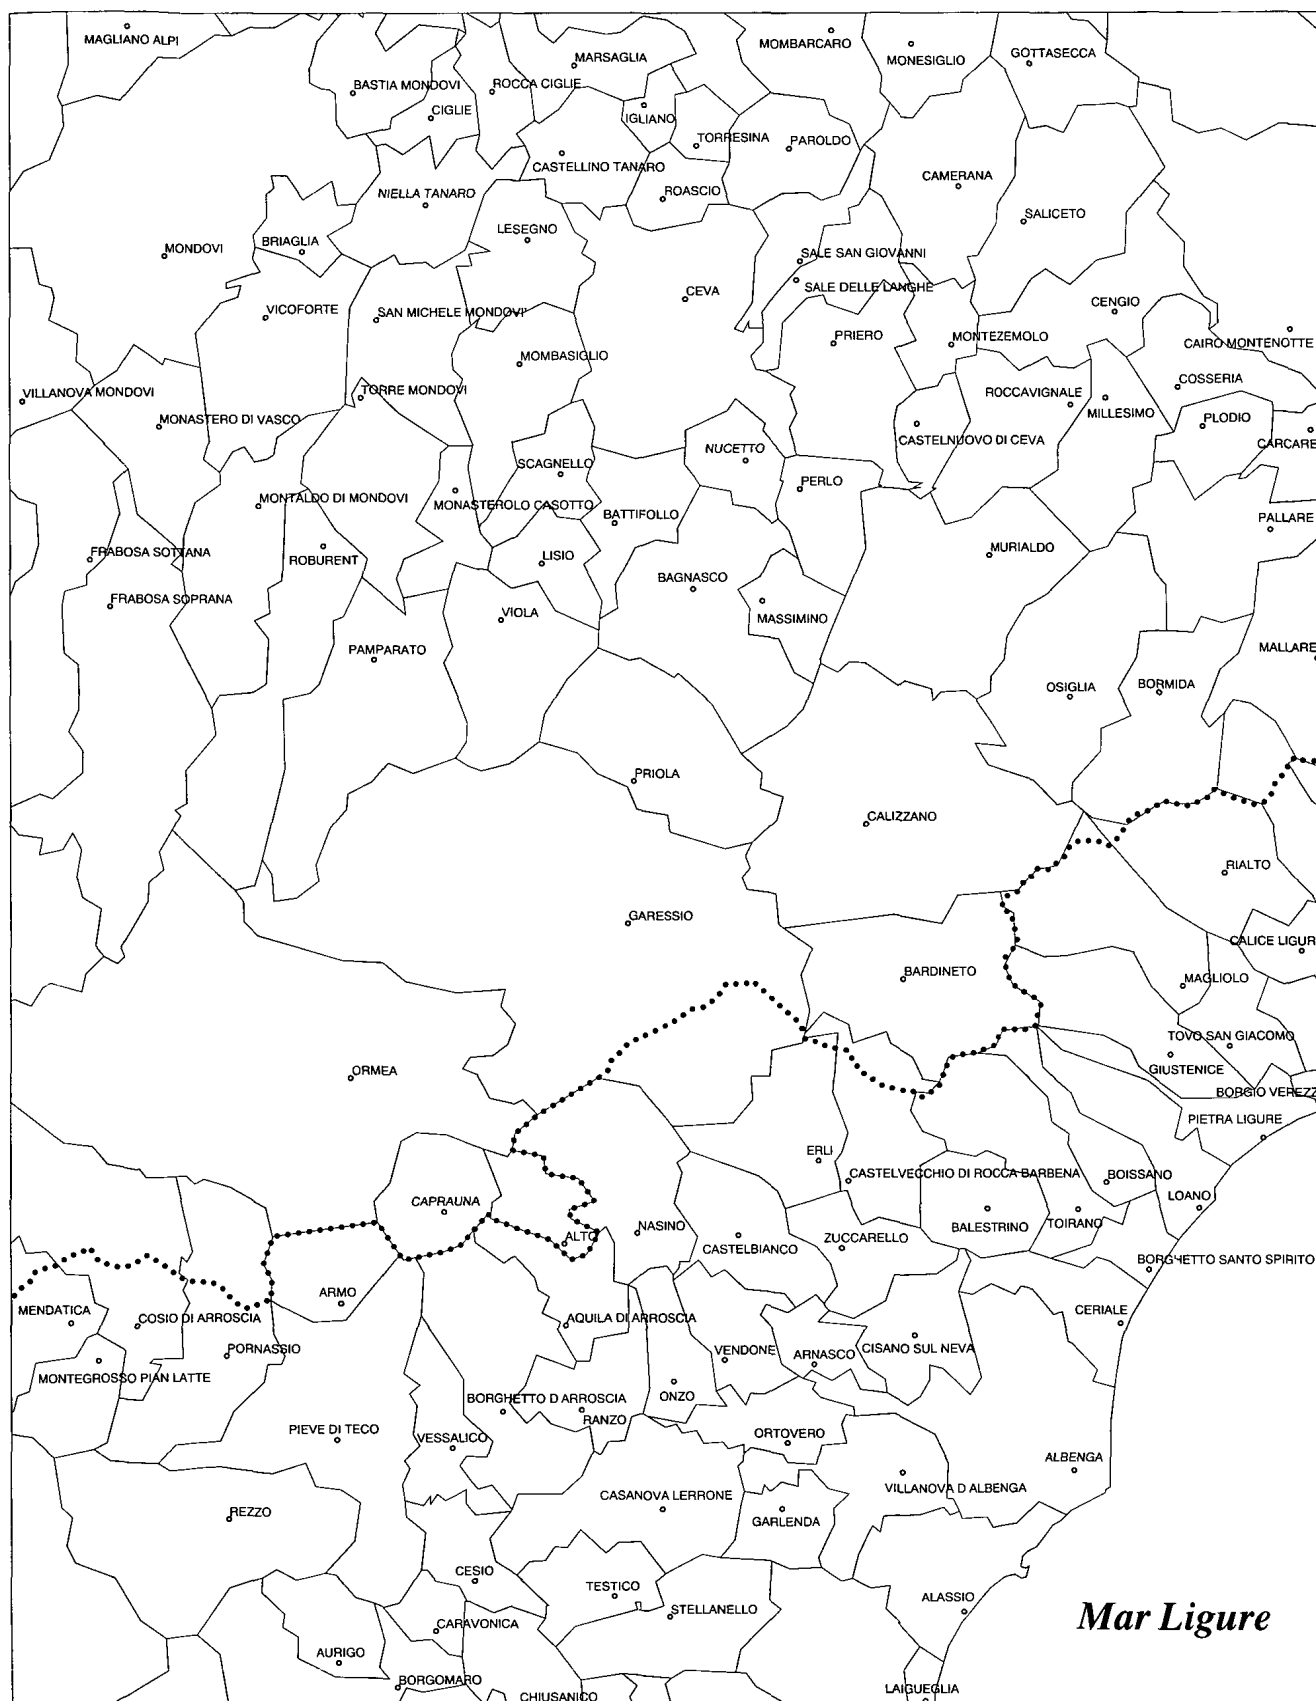 MAGLIANO ALPI
MARSAGLIA
MOMBARCARO
MONESIGLIO
GOTTASECCA
BASTIA MONDOVI
ROCCA CIGLIE
CIGLIE
IGLIANO
TORRESINA
PAROLDO
CASTELLINO TANARO
CAMERANA
NIELLA TANARO
ROASCIO
SALICETO
LESEGNO
MONDOVI
BRIAGLIA
SALE SAN GIOVANNI
CEVA
SALE DELLE LANGHE
VICOFORTE
SAN MICHELE MONDOVI'
CENGIO
PRIERO
MONTEZEMOLO
CAIRO MONTENOTTE
MOMBASIGLIO
VILLANOVA MONDOVI
TORRE MONDOVI
ROCCAVIGNALE
COSSERIA
MILLESIMO
MONASTERO DI VASCO
CASTELNUOVO DI CEVA
PLODIO
CARCARE
NUCETTO
SCAGNELLO
PERLO
MONTALDO DI MONDOVI
MONASTEROLO CASOTTO
BATTIFOLLO
PALLARE
FRABOSA SOTTANA
ROBURENT
LISIO
MURIALDO
BAGNASCO
FRABOSA SOPRANA
VIOLA
MASSIMINO
PAMPARATO
MALLARE
OSIGLIA
BORMIDA
PRIOLA
CALIZZANO
RIALTO
GARESSIO
CALICE LIGUR
BARDINETO
MAGLIOLO
TOVO SAN GIACOMO
ORMEA
GIUSTENICE
BORGIO VEREZZ
PIETRA LIGURE
ERLI
CASTELVECCHIO DI ROCCA BARBENA
BOISSANO
CAPRAUNA
LOANO
ALTO
NASINO
CASTELBIANCO
ZUCCARELLO
BALESTRINO
TOIRANO
BORGHETTO SANTO SPIRITO
ARMO
MENDATICA
COSIO DI ARROSCIA
AQUILA DI ARROSCIA
CERIALE
PORNASSIO
VENDONE
ARNASCO
CISANO SUL NEVA
MONTEGROSSO PIAN LATTE
BORGHETTO D ARROSCIA
ONZO
RANZO
PIEVE DI TECO
VESSALICO
ORTOVERO
ALBENGA
VILLANOVA D ALBENGA
REZZO
CASANOVA LERRONE
GARLENDA
CESIO
TESTICO
ALASSIO
STELLANELLO
Mar Ligure
CARAVONICA
AURIGO
BORGOMARO
CHIUSANICO
LAIGUEGLIA